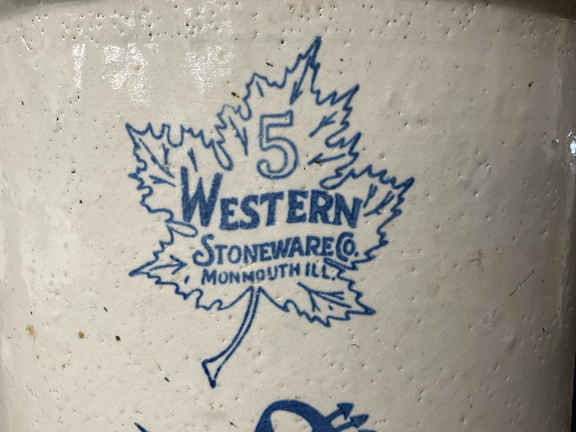 5
WESTERN
STONEWARE CO.
MONMOUTH ILL.